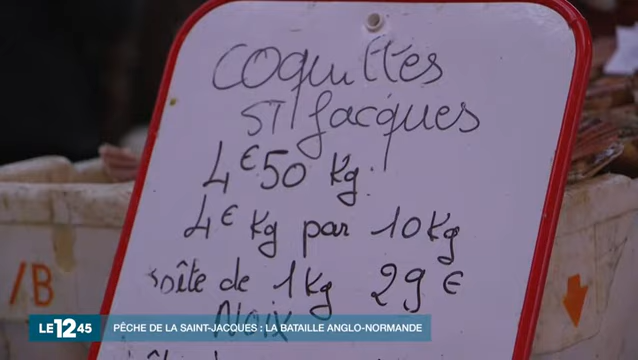 coquilles
ST Jacques
4€50 Kg
4€ Kg par 10Kg
boîte de 1Kg 29€
Noix
/B
LE 12 45 PÊCHE DE LA SAINT-JACQUES : LA BATAILLE ANGLO-NORMANDE